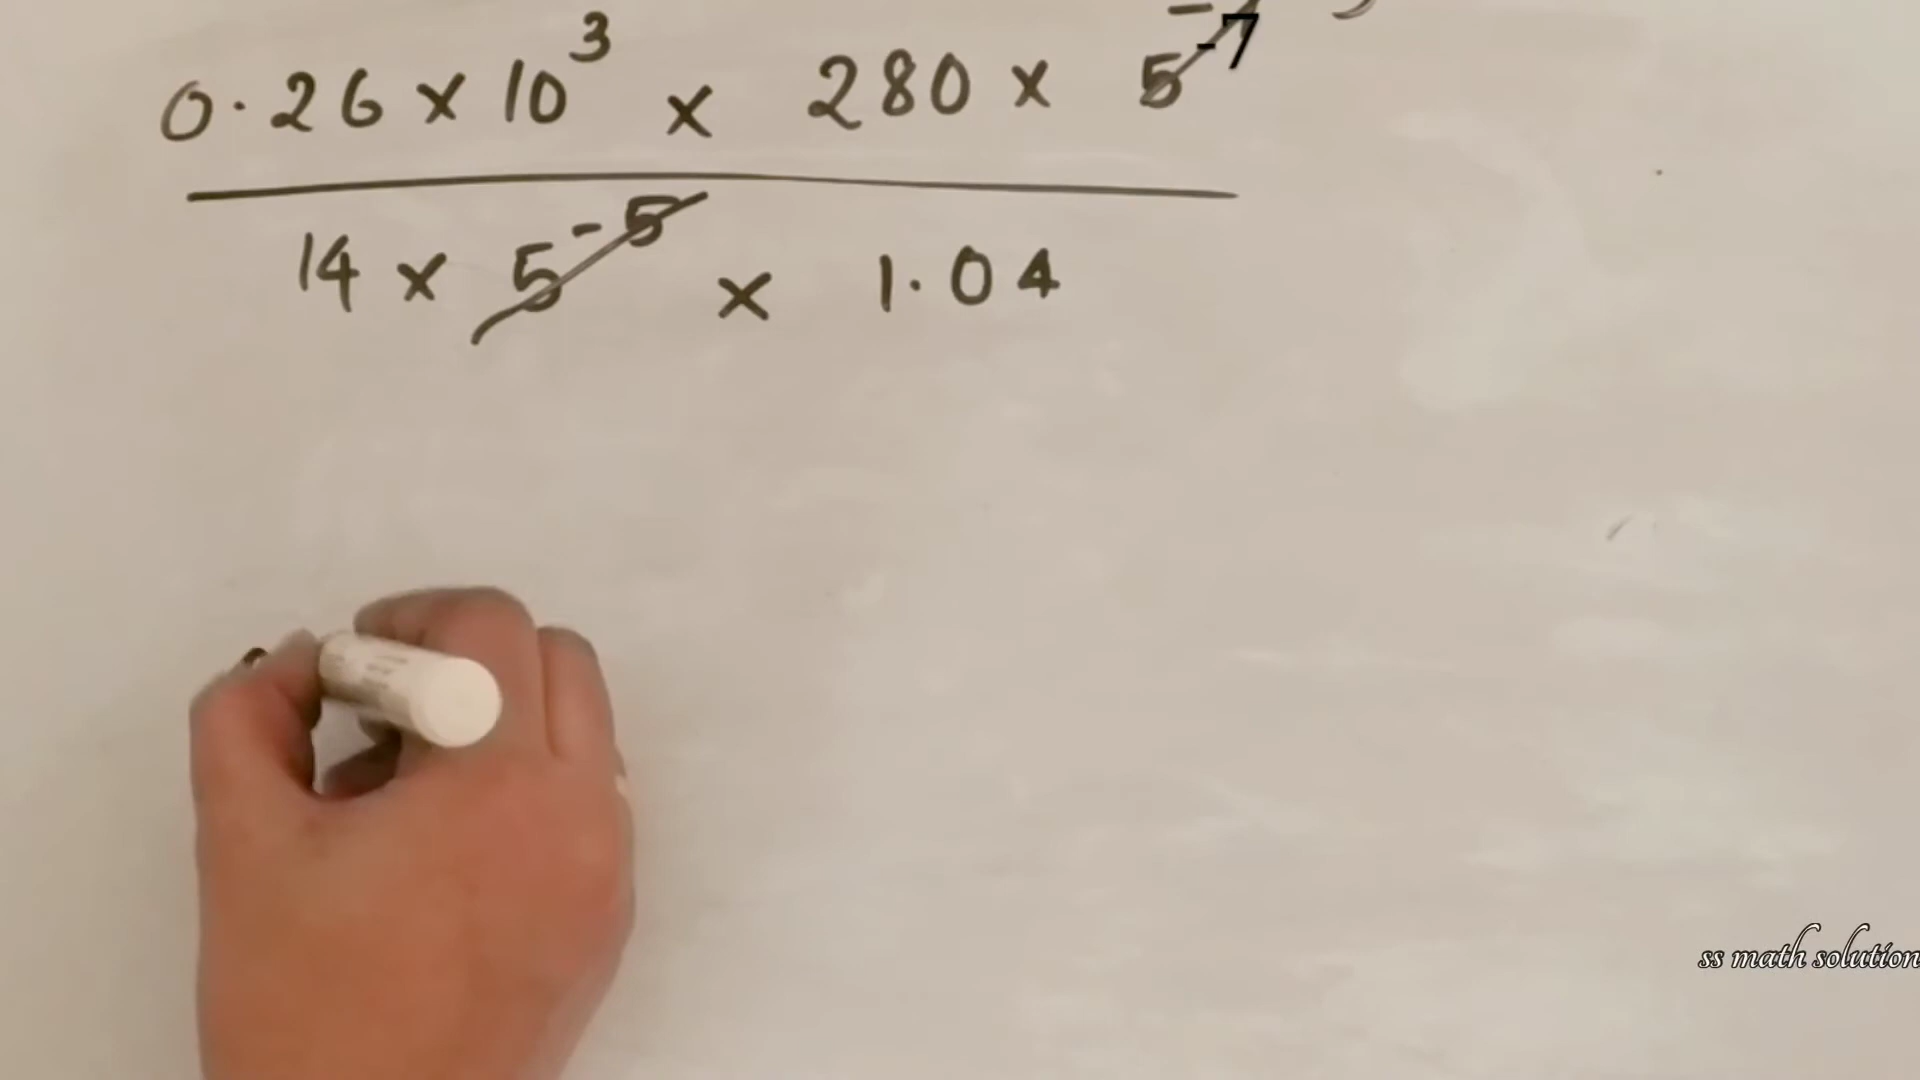 0.26 × 10³ × 280 × 5⁻⁷
14 × 5⁻⁵ × 1.04
ss math solution